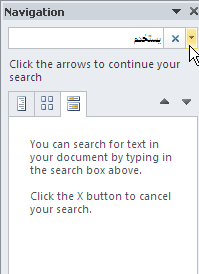 Navigation
يستخدم
Click the arrows to continue your
search
You can search for text in
your document by typing in
the search box above.
Click the X button to cancel
your search.